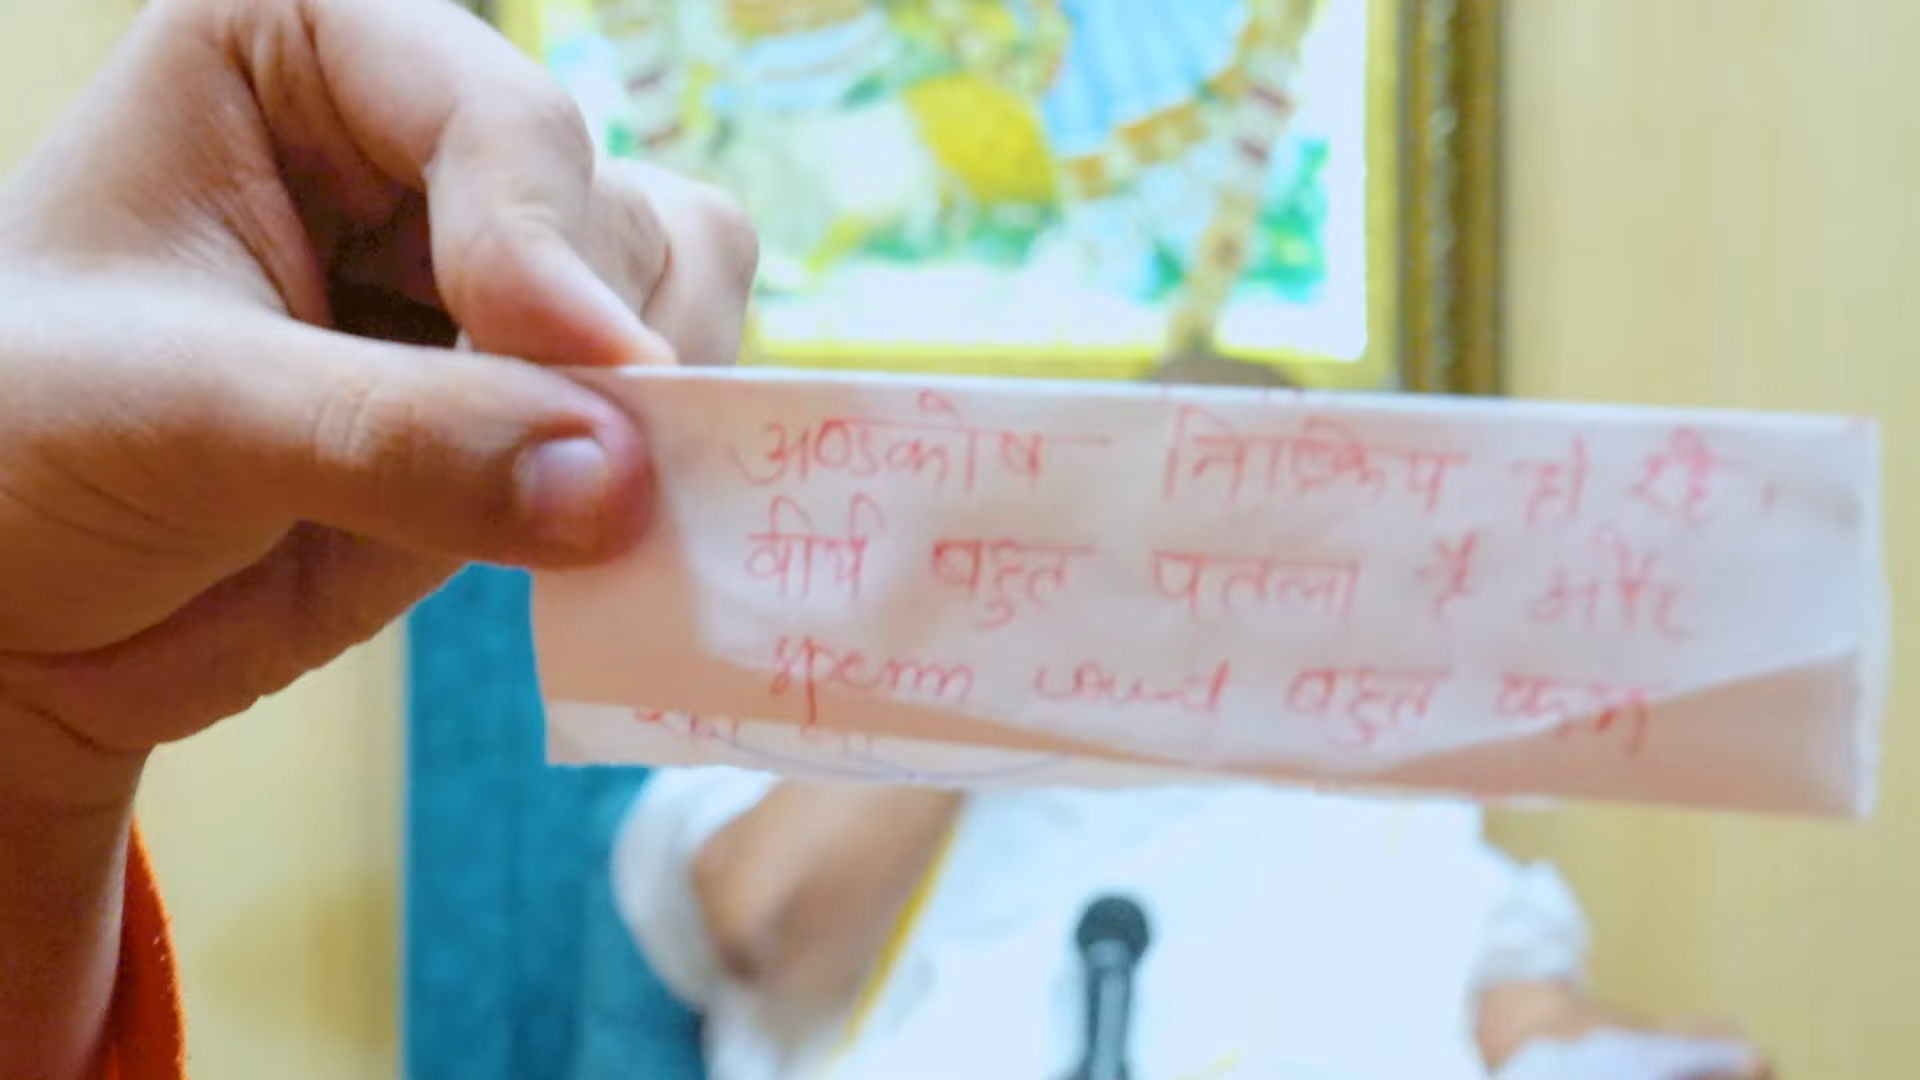 अण्डकोष निष्क्रिय हो रहे।
वीर्य बहुत पतला है और
sperm count बहुत कम